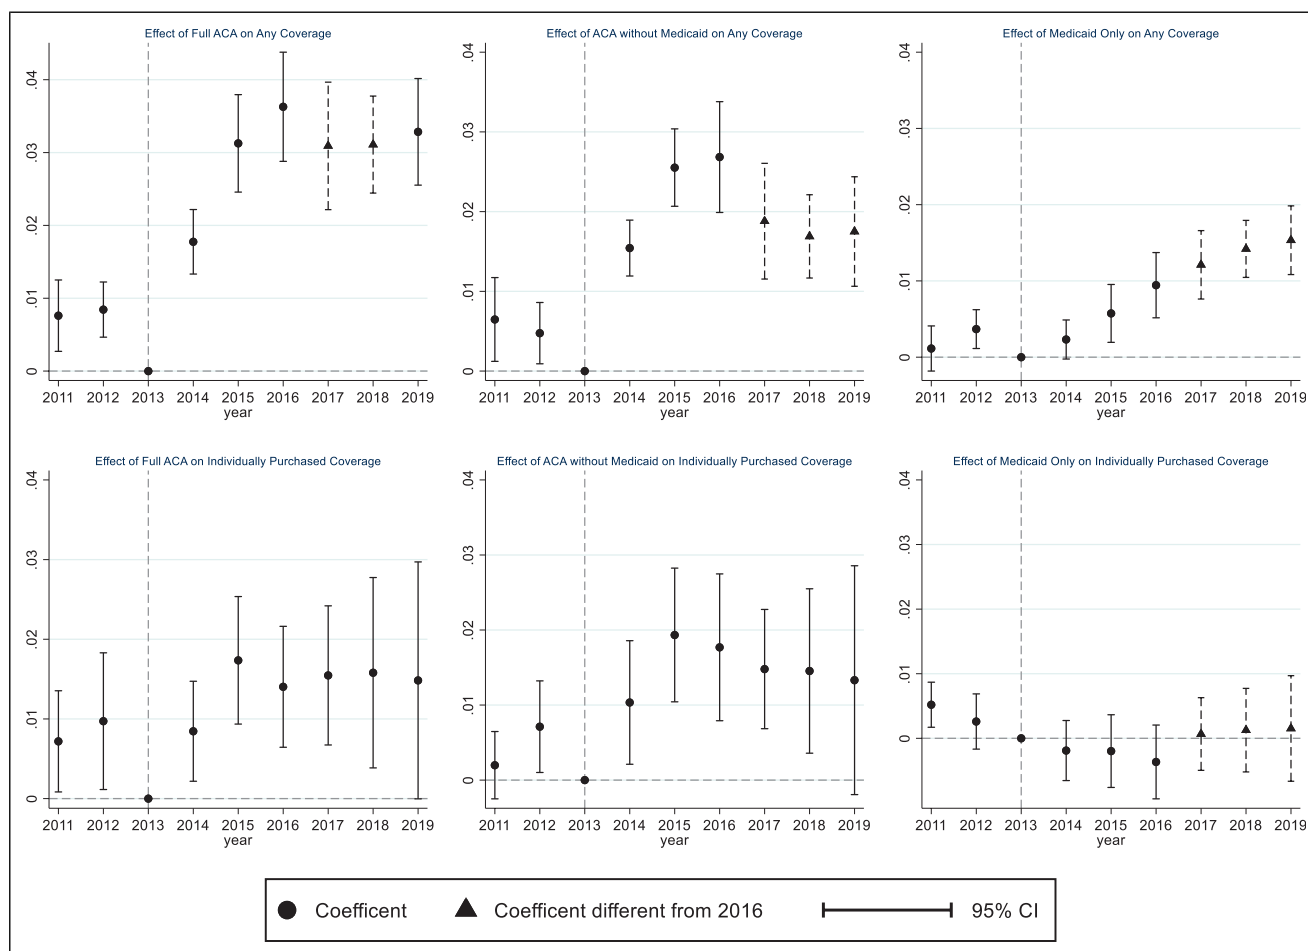 Effect of Full ACA on Any Coverage
.04
.03
.02
.01
0
2011 2012 2013 2014 2015 2016 2017 2018 2019
year
Effect of ACA without Medicaid on Any Coverage
.04
.03
.02
.01
0
2011 2012 2013 2014 2015 2016 2017 2018 2019
year
Effect of Medicaid Only on Any Coverage
.04
.03
.02
.01
0
2011 2012 2013 2014 2015 2016 2017 2018 2019
year
Effect of Full ACA on Individually Purchased Coverage
.04
.03
.02
.01
0
2011 2012 2013 2014 2015 2016 2017 2018 2019
year
Effect of ACA without Medicaid on Individually Purchased Coverage
.04
.03
.02
.01
0
2011 2012 2013 2014 2015 2016 2017 2018 2019
year
Effect of Medicaid Only on Individually Purchased Coverage
.04
.03
.02
.01
0
2011 2012 2013 2014 2015 2016 2017 2018 2019
year
Coefficent
Coefficent different from 2016
95% CI